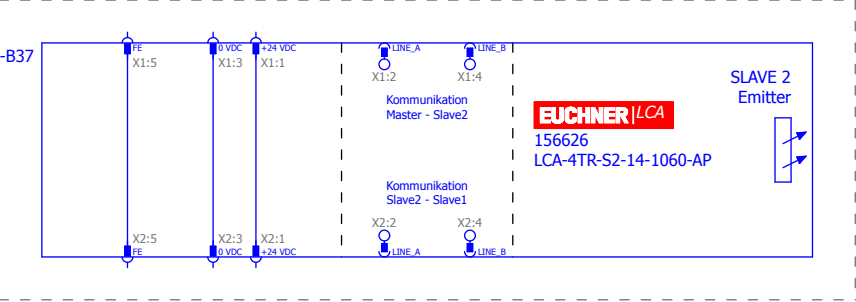 -B37
FE
0 VDC
+24 VDC
LINE_A
LINE_B
X1:5
X1:3
X1:1
X1:2
X1:4
SLAVE 2
Emitter
Kommunikation
Master - Slave2
EUCHNER|LCA
156626
LCA-4TR-S2-14-1060-AP
Kommunikation
Slave2 - Slave1
X2:5
X2:3
X2:1
X2:2
X2:4
FE
0 VDC
+24 VDC
LINE_A
LINE_B